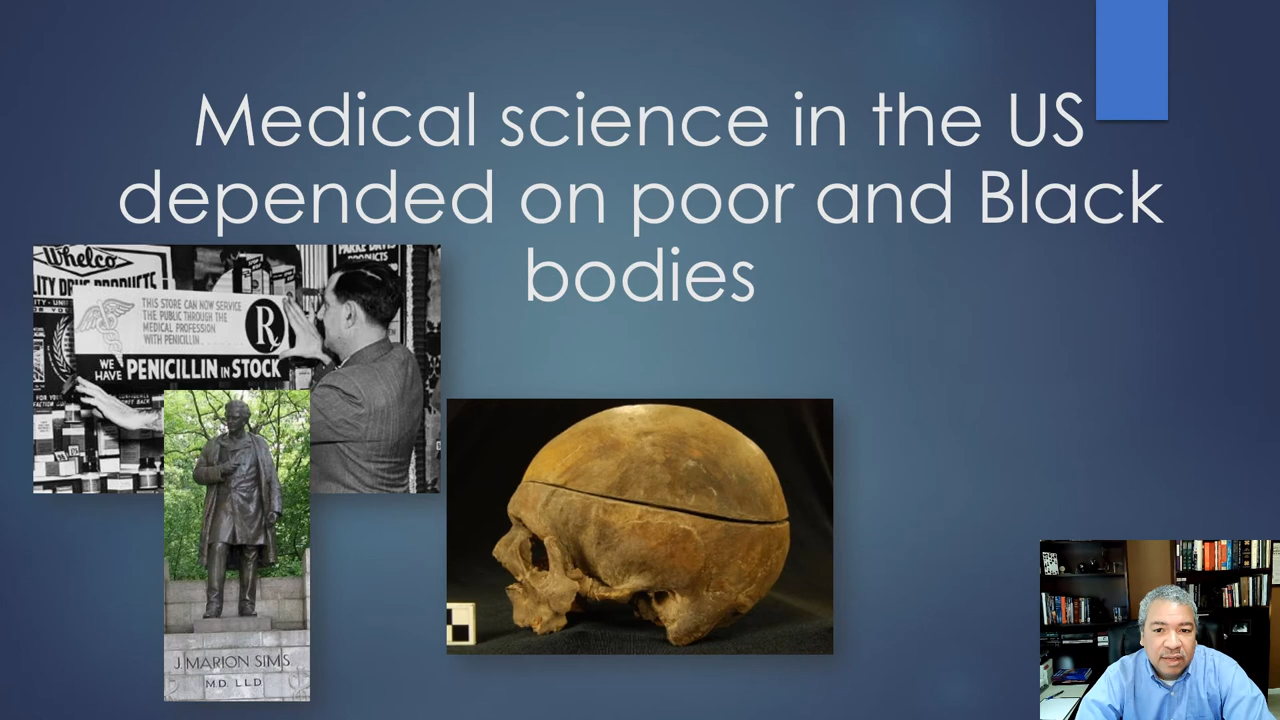 Medical science in the US
depended on poor and Black
bodies
Whelco
PRODUCTS
THIS STORE CAN NOW SERVICE
THE PUBLIC THROUGH THE
MEDICAL PROFESSION
WITH PENICILLIN
R
WE HAVE PENICILLIN IN STOCK
J. MARION SIMS
M.D. LL.D